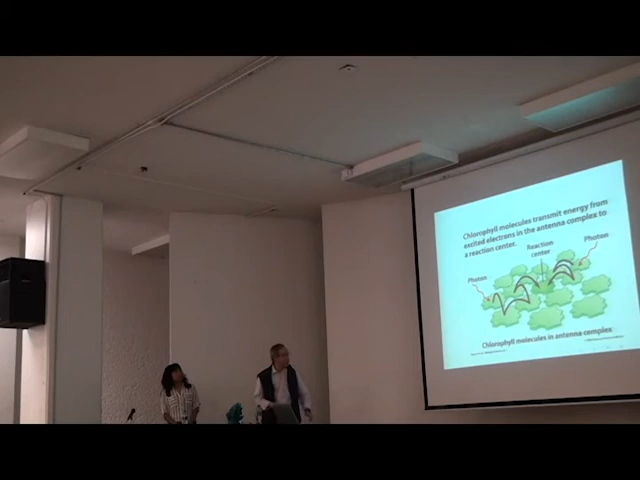 Chlorophyll molecules transmit energy from
excited electrons in the antenna complex to
a reaction center.
Reaction
center
Photon
Photon
Chlorophyll molecules in antenna complex